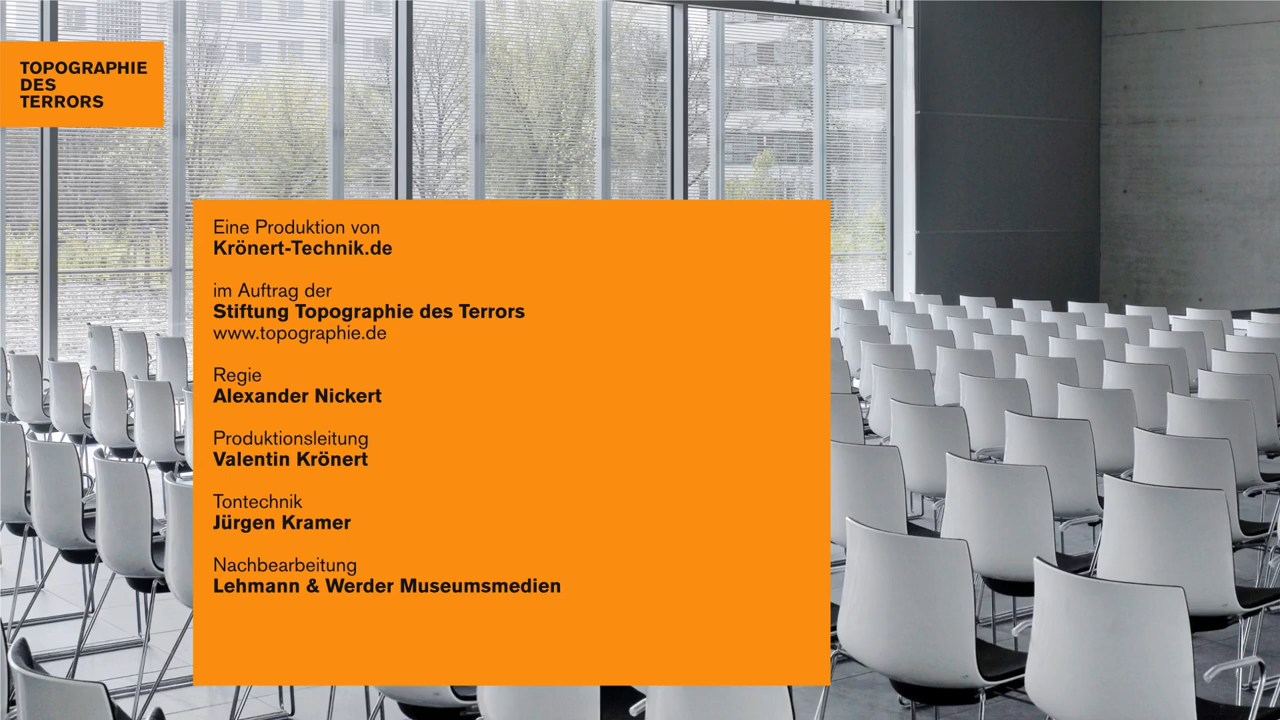 TOPOGRAPHIE
DES
TERRORS
Eine Produktion von
Krönert-Technik.de
im Auftrag der
Stiftung Topographie des Terrors
www.topographie.de
Regie
Alexander Nickert
Produktionsleitung
Valentin Krönert
Tontechnik
Jürgen Kramer
Nachbearbeitung
Lehmann & Werder Museumsmedien